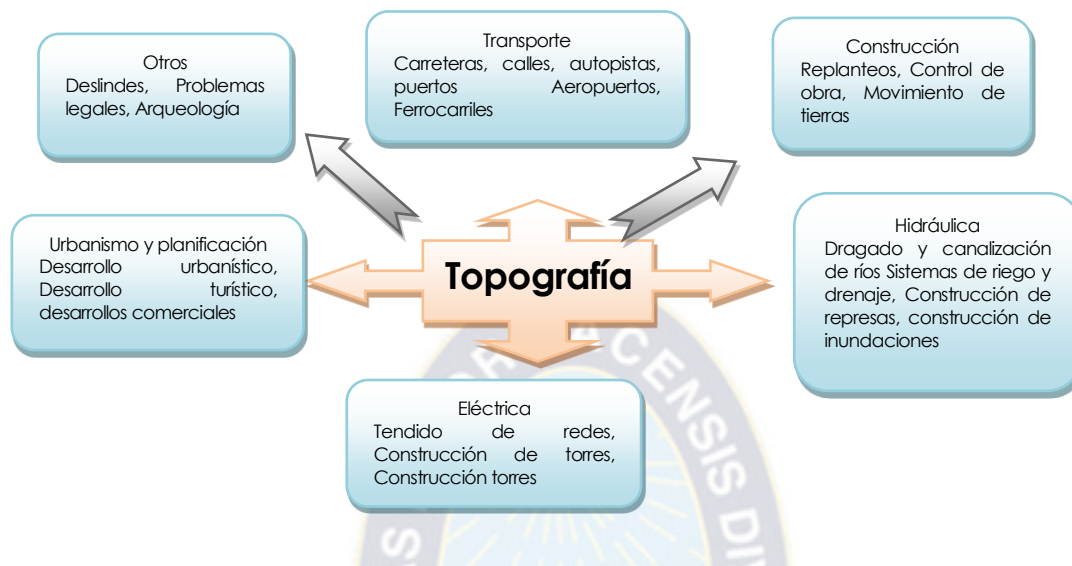 Otros
Deslindes, Problemas
legales, Arqueología
Transporte
Carreteras, calles, autopistas,
puertos Aeropuertos,
Ferrocarriles
Construcción
Replanteos, Control de
obra, Movimiento de
tierras
Urbanismo y planificación
Desarrollo urbanístico,
Desarrollo turístico,
desarrollos comerciales
Topografía
Hidráulica
Dragado y canalización
de ríos Sistemas de riego y
drenaje, Construcción de
represas, construcción de
inundaciones
Eléctrica
Tendido de redes,
Construcción de torres,
Construcción torres